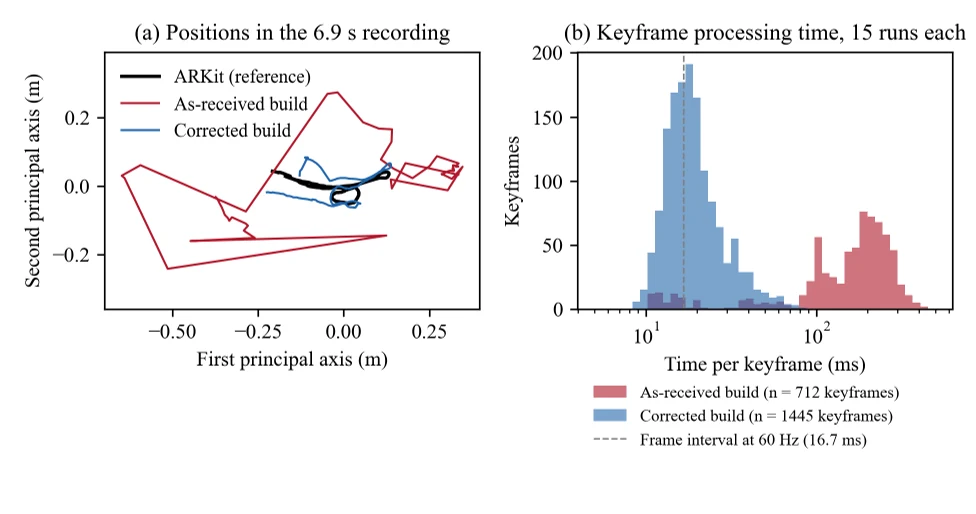 (a) Positions in the 6.9 s recording
ARKit (reference)
As-received build
Corrected build
0.2
0.0
−0.2
Second principal axis (m)
−0.50
−0.25
0.00
0.25
First principal axis (m)
(b) Keyframe processing time, 15 runs each
200
150
100
50
0
Keyframes
10¹
10²
Time per keyframe (ms)
As-received build (n = 712 keyframes)
Corrected build (n = 1445 keyframes)
Frame interval at 60 Hz (16.7 ms)